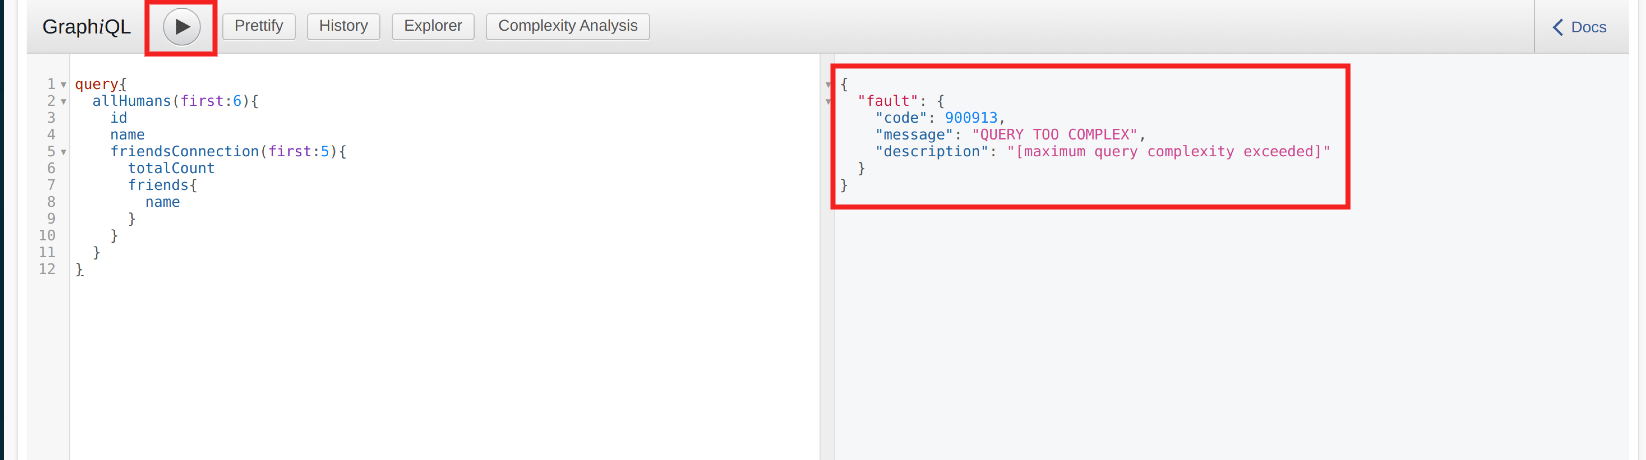 GraphiQL Prettify History Explorer Complexity Analysis Docs
1 query{
2 allHumans(first:6){
3 id
4 name
5 friendsConnection(first:5){
6 totalCount
7 friends{
8 name
9 }
10 }
11 }
12 }
{
"fault": {
"code": 900913,
"message": "QUERY TOO COMPLEX",
"description": "[maximum query complexity exceeded]"
}
}